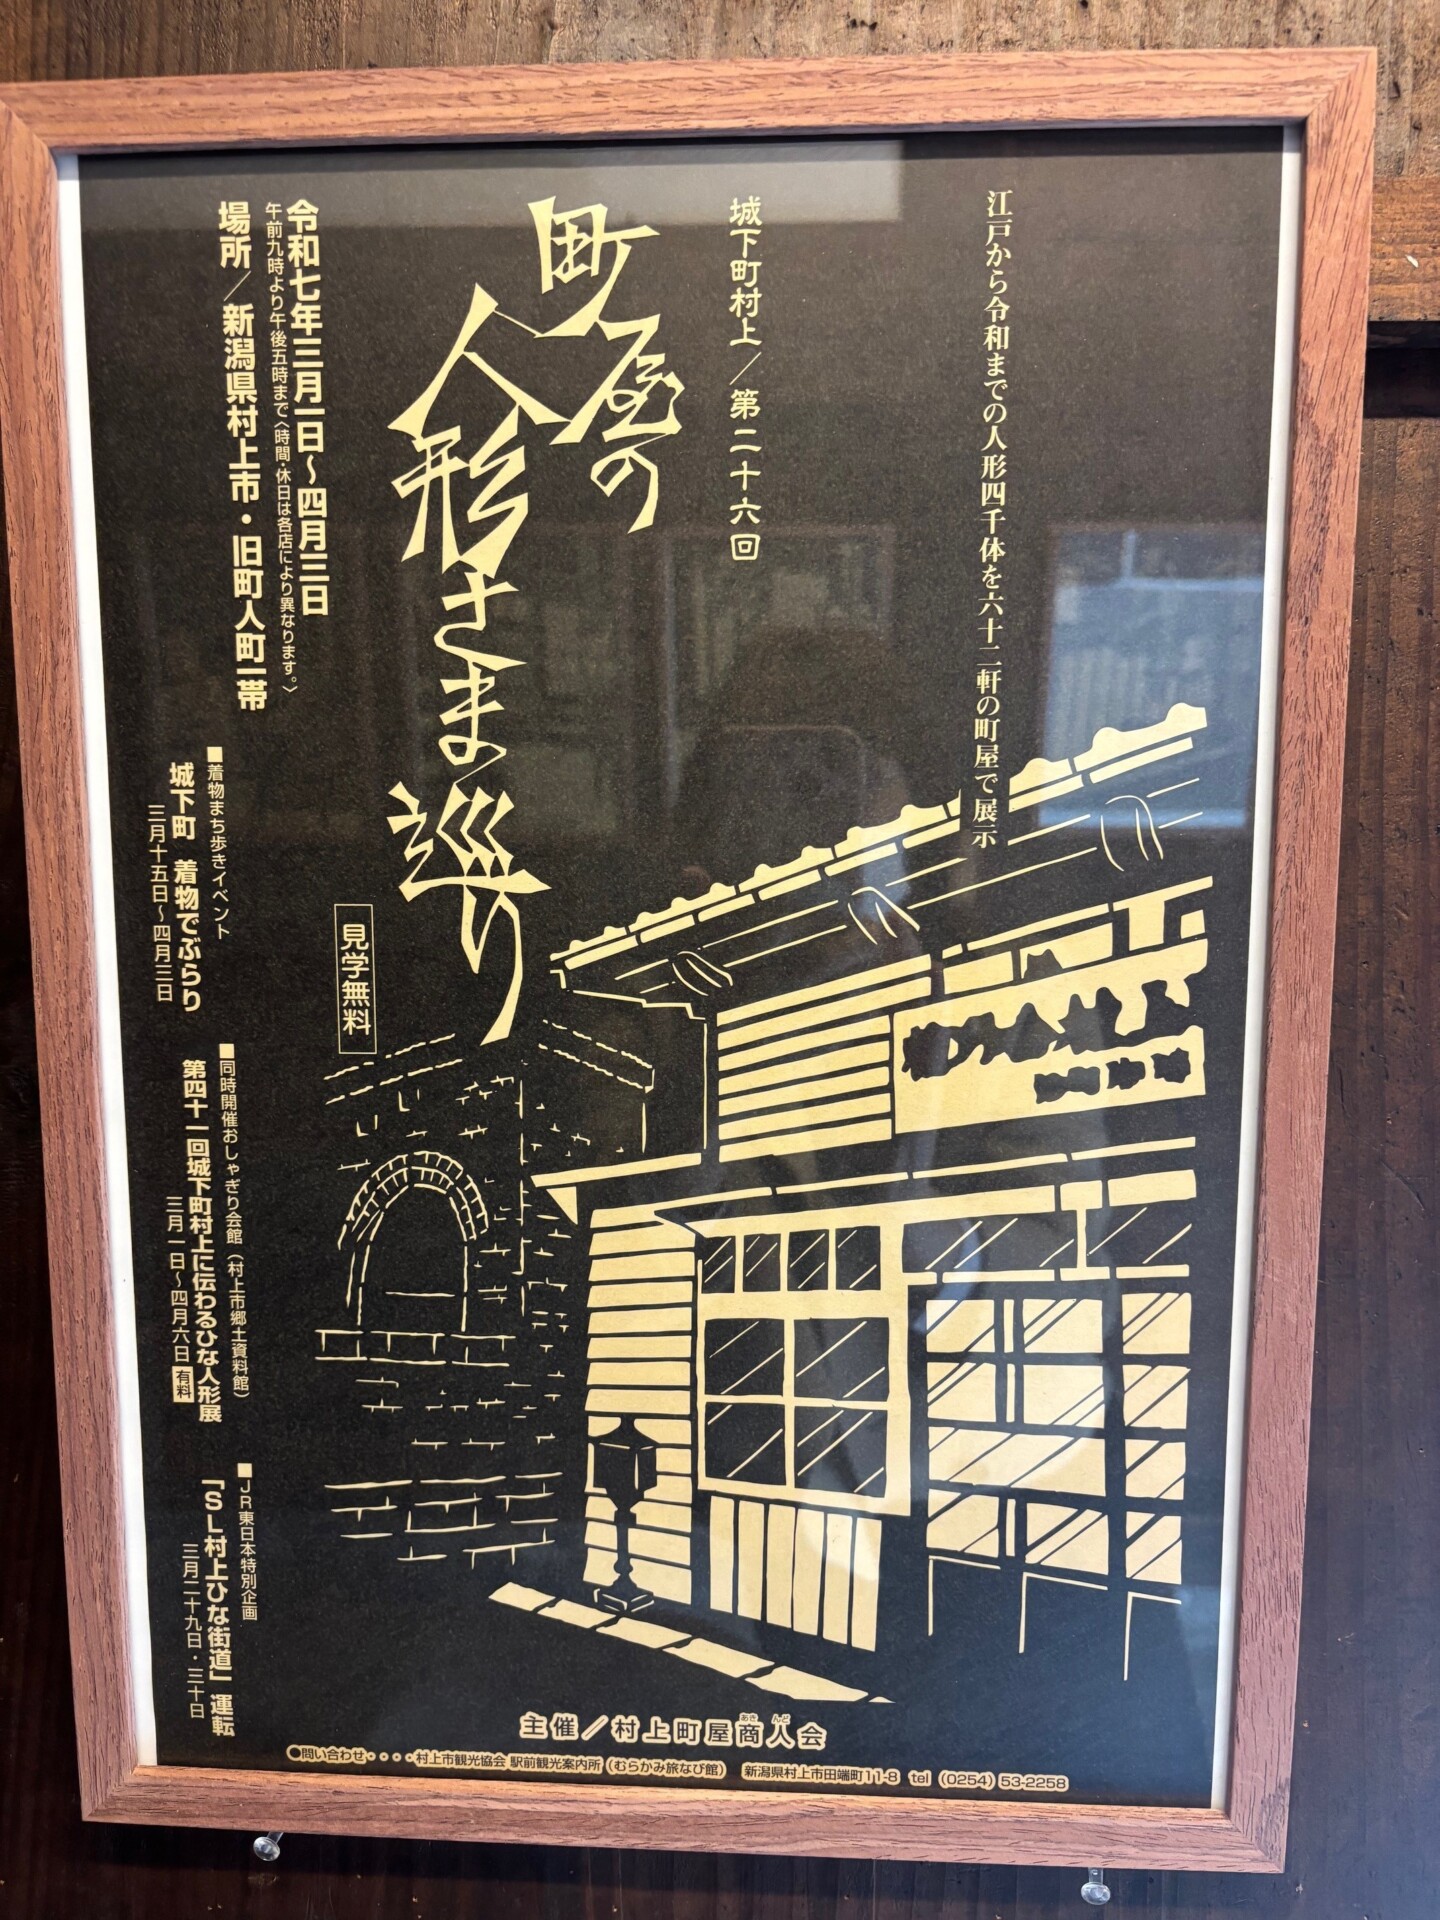 江戸から令和までの人形四千体を六十二軒の町屋で展示
城下町村上／第二十六回
町屋の
人形さま巡り
見学無料
令和七年三月一日～四月三日
午前九時より午後五時まで〈時間・休日は各店により異なります。〉
場所／新潟県村上市・旧町人町一帯
■着物まち歩きイベント
城下町 着物でぶらり
三月十五日～四月三日
■同時開催おしゃぎり会館（村上市郷土資料館）
第四十一回城下町村上に伝わるひな人形展
三月一日～四月六日 有料
■JR東日本特別企画
「SL村上ひな街道」運転
三月二十九日・三十日
主催／村上町屋商人会
あきんど
●問い合わせ・・・・村上市観光協会 駅前観光案内所（むらかみ旅なび館） 新潟県村上市田端町11-8 tel（0254）53-2258